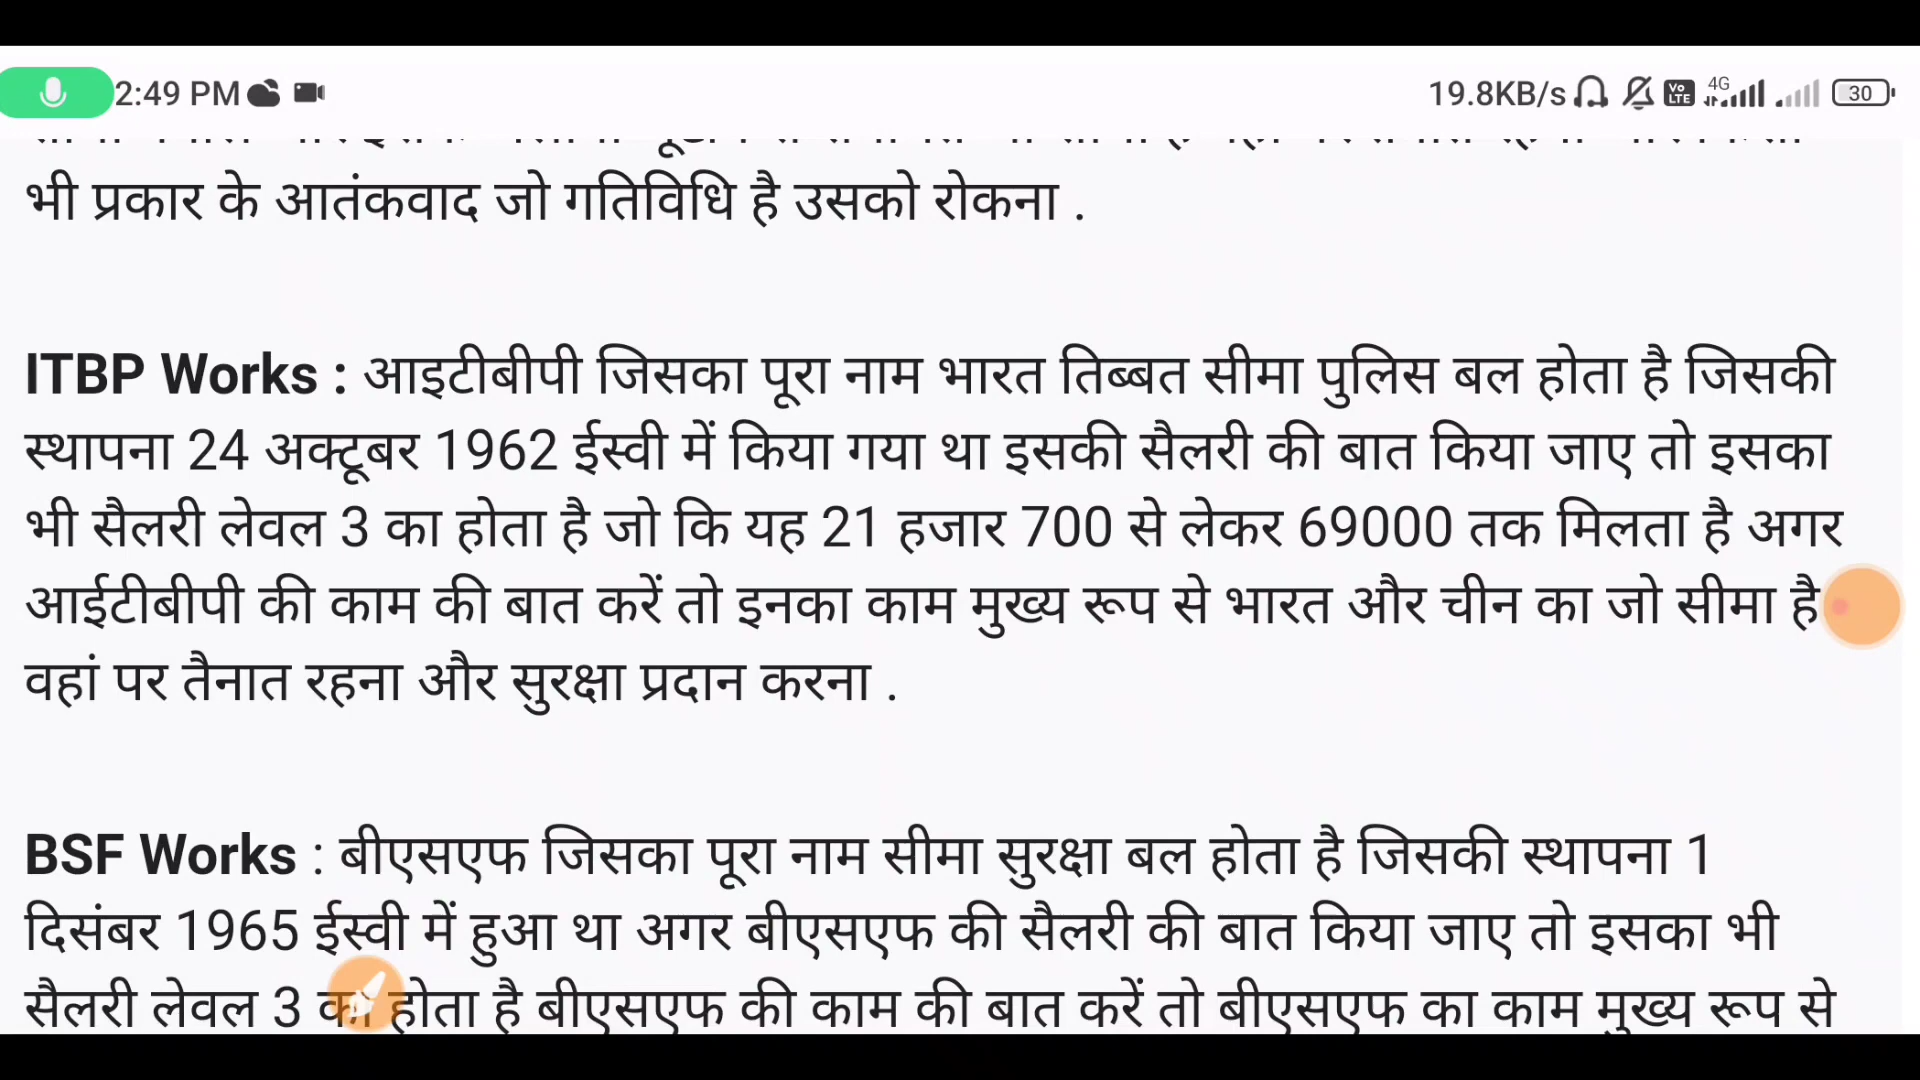 2:49 PM
19.8KB/s Vo LTE 4G 30
भी प्रकार के आतंकवाद जो गतिविधि है उसको रोकना .
ITBP Works : आइटीबीपी जिसका पूरा नाम भारत तिब्बत सीमा पुलिस बल होता है जिसकी
स्थापना 24 अक्टूबर 1962 ईस्वी में किया गया था इसकी सैलरी की बात किया जाए तो इसका
भी सैलरी लेवल 3 का होता है जो कि यह 21 हजार 700 से लेकर 69000 तक मिलता है अगर
आईटीबीपी की काम की बात करें तो इनका काम मुख्य रूप से भारत और चीन का जो सीमा है
वहां पर तैनात रहना और सुरक्षा प्रदान करना .
BSF Works : बीएसएफ जिसका पूरा नाम सीमा सुरक्षा बल होता है जिसकी स्थापना 1
दिसंबर 1965 ईस्वी में हुआ था अगर बीएसएफ की सैलरी की बात किया जाए तो इसका भी
सैलरी लेवल 3 का होता है बीएसएफ की काम की बात करें तो बीएसएफ का काम मुख्य रूप से